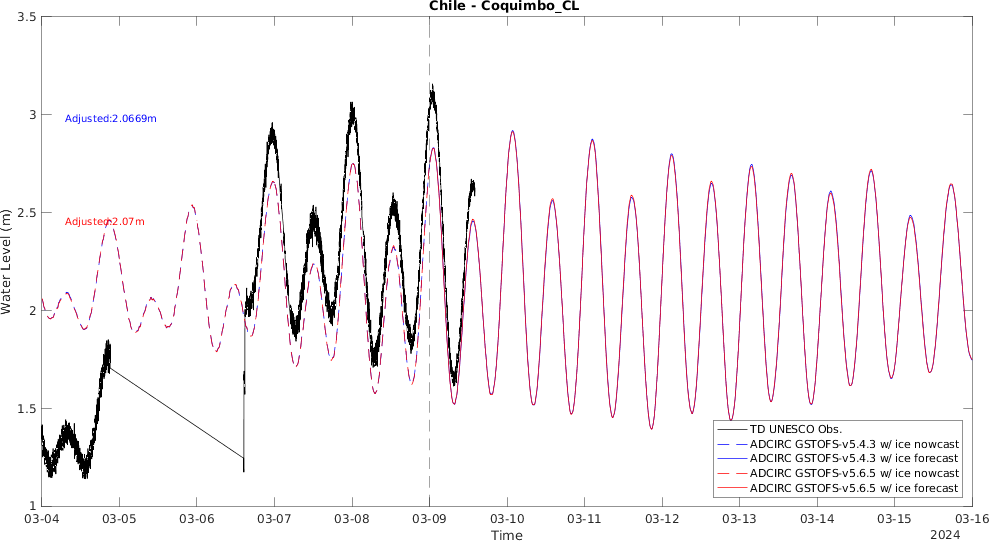 Chile - Coquimbo_CL
3.5
3
2.5
2
1.5
1
Water Level (m)
Adjusted:2.0669m
Adjusted:2.07m
TD UNESCO Obs.
ADCIRC GSTOFS-v5.4.3 w/ ice nowcast
ADCIRC GSTOFS-v5.4.3 w/ ice forecast
ADCIRC GSTOFS-v5.6.5 w/ ice nowcast
ADCIRC GSTOFS-v5.6.5 w/ ice forecast
03-04 03-05 03-06 03-07 03-08 03-09 03-10 03-11 03-12 03-13 03-14 03-15 03-16
Time
2024